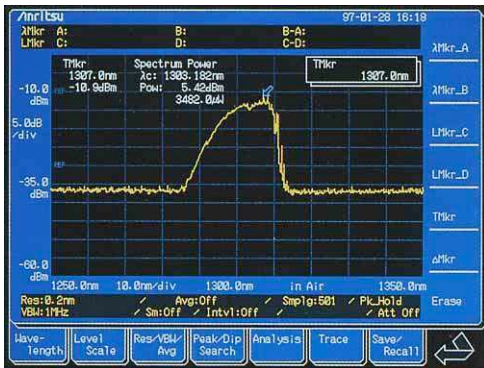 Anritsu 97-01-28 16:19
λMkr A: B: B-A:
LMkr C: D: C-D:
λMkr_A
TMkr Spectrum Power TMkr
1307.0nm λc: 1303.182nm 1307.0nm
-10.9dBm Pow: 5.42dBm
3482.0µW
-10.0
dBm
λMkr_B
5.0dB
/div
LMkr_C
LMkr_D
-35.0
dBm
TMkr
ΔMkr
-60.0
dBm
1250.0nm 10.0nm/div 1300.0nm in Air 1350.0nm
Res:0.2nm / Avg:Off / Smplg:501 / Pk_Hold
VBW:1MHz / Sm:Off / Intvl:Off / / Att Off
Erase
Wave-
length
Level
Scale
Res/VBW/
Avg
Peak/Dip
Search
Analysis
Trace
Save/
Recall